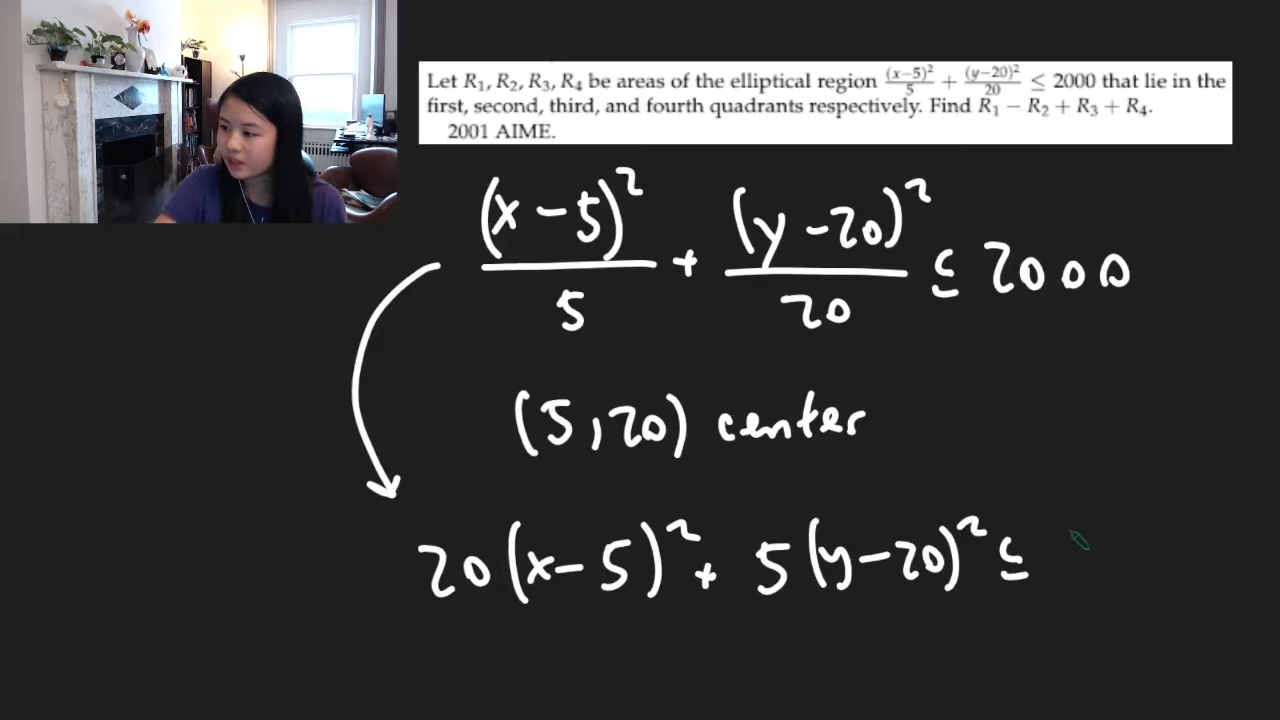 Let R₁, R₂, R₃, R₄ be areas of the elliptical region (x−5)²/5 + (y−20)²/20 ≤ 2000 that lie in the
first, second, third, and fourth quadrants respectively. Find R₁ − R₂ + R₃ + R₄.
2001 AIME.
(x−5)²/5 + (y−20)²/20 ≤ 2000
(5,20) center
20(x−5)² + 5(y−20)² ≤